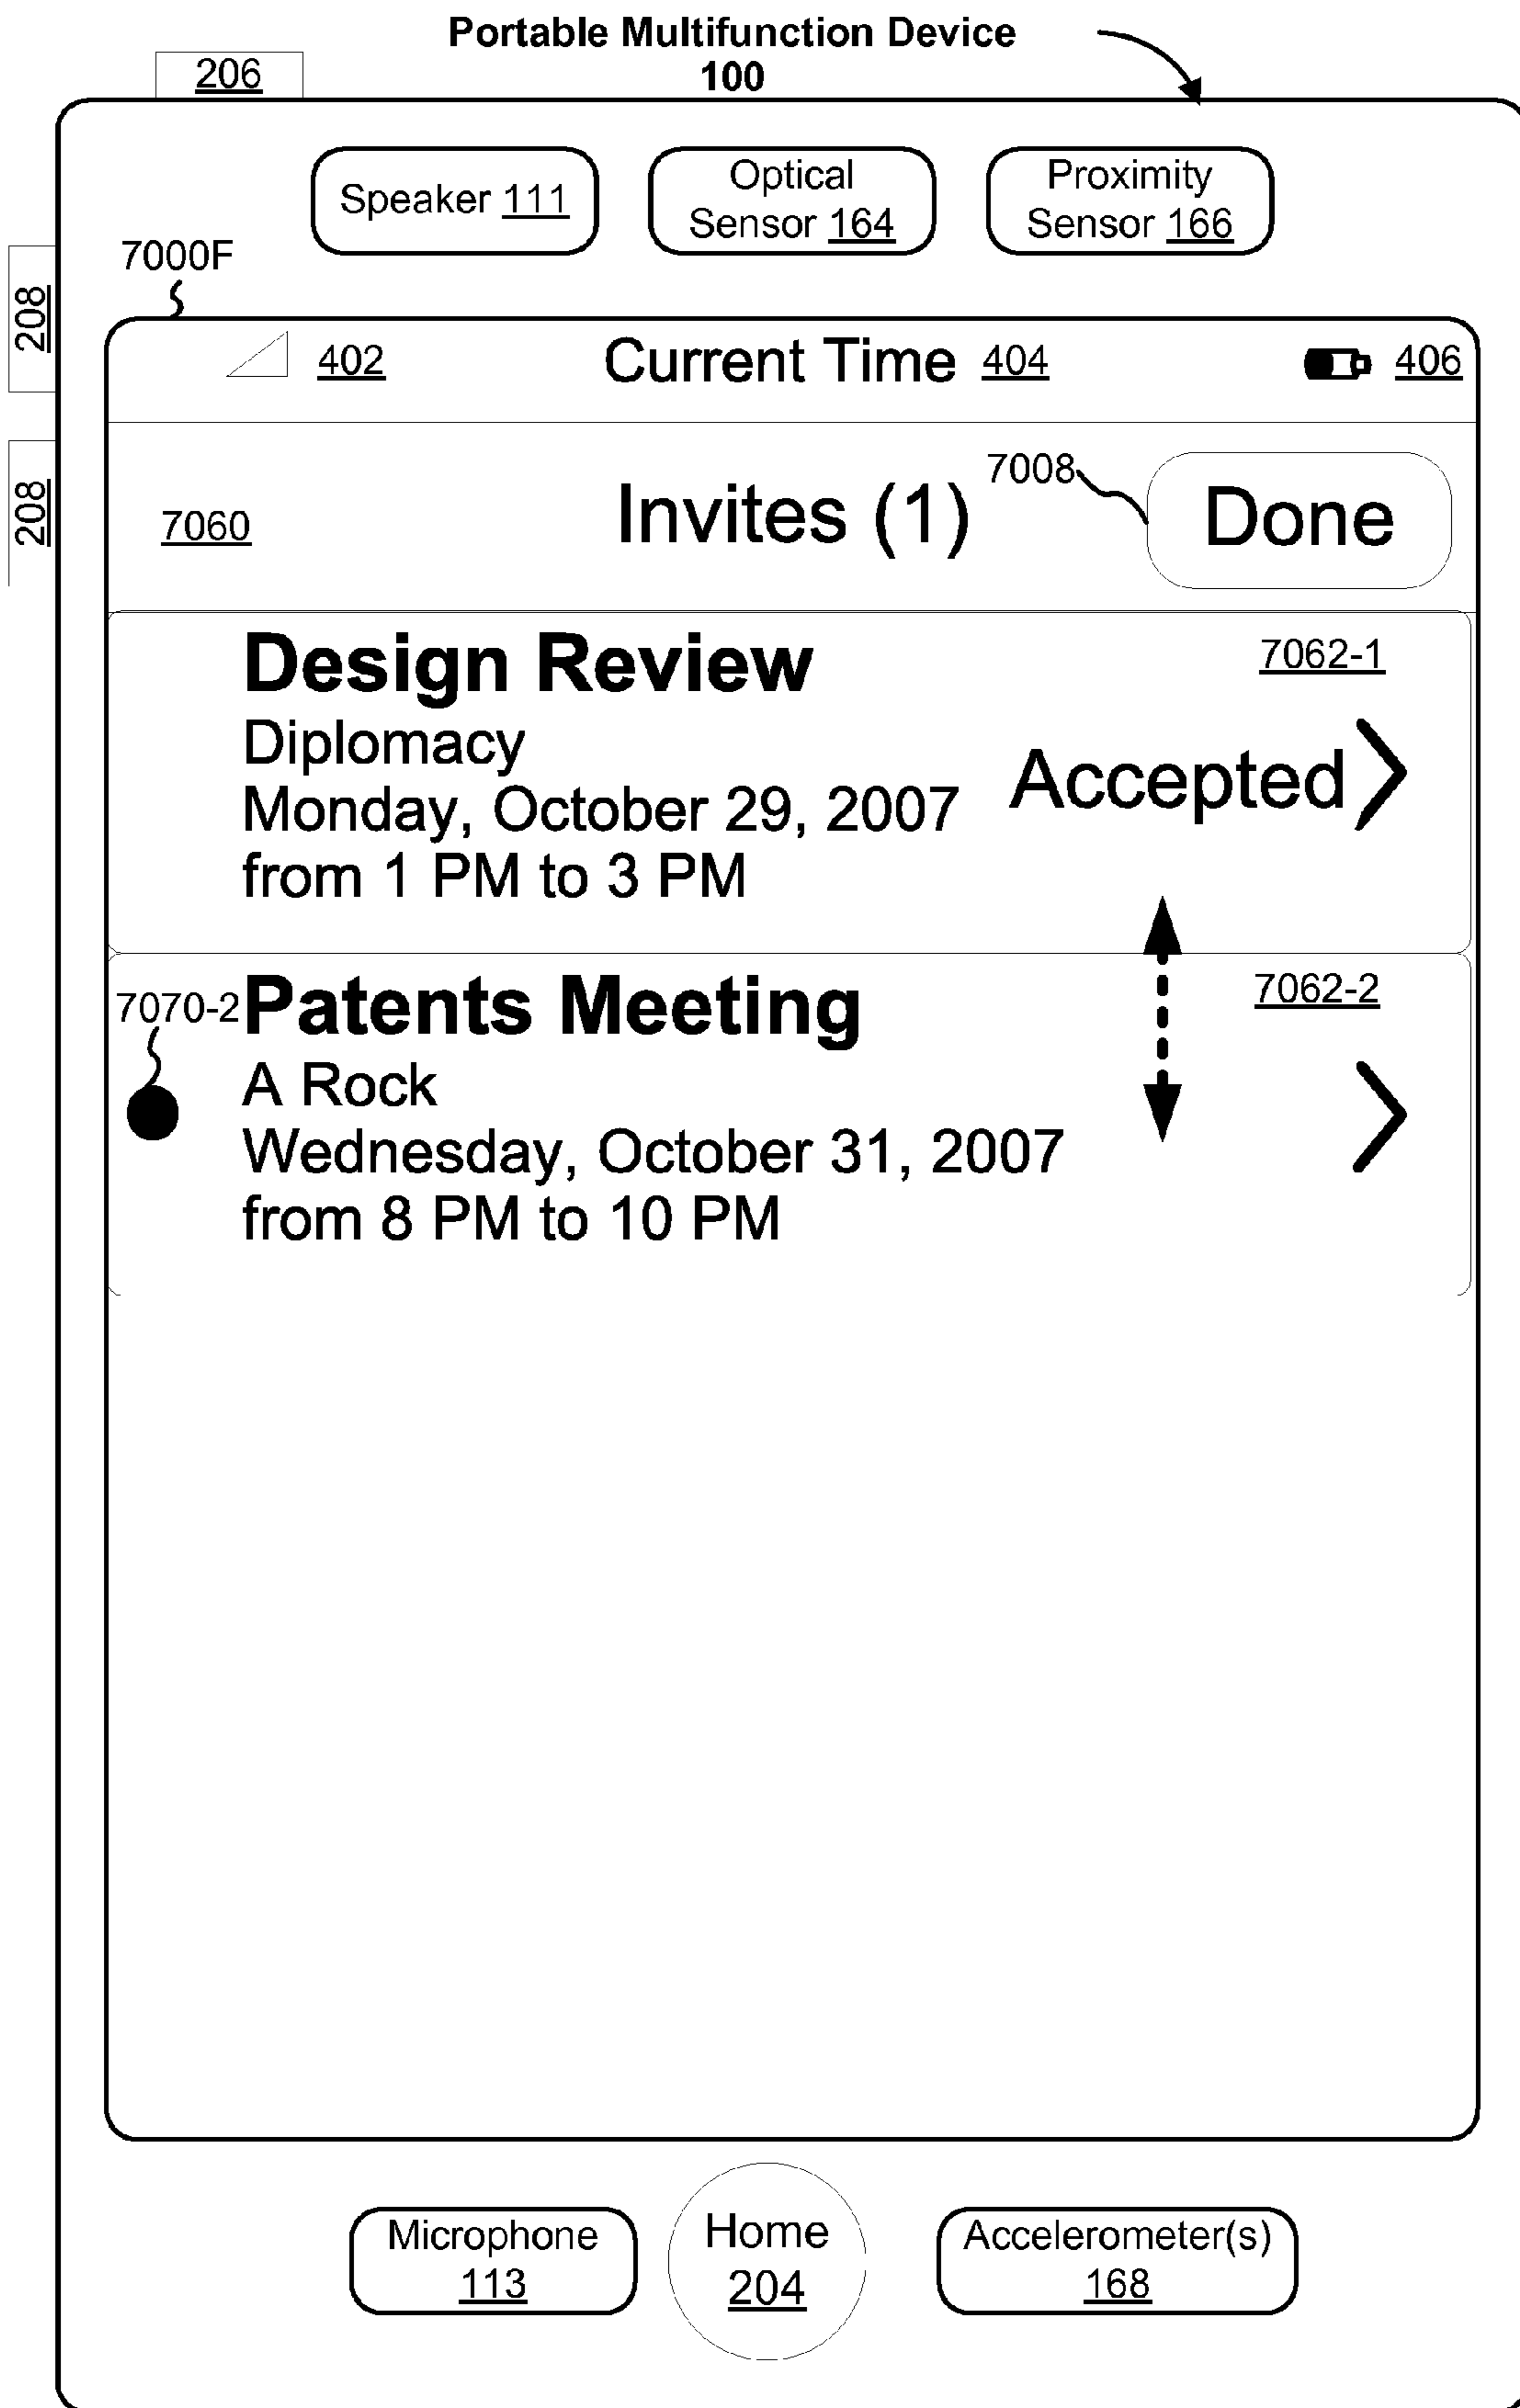 Portable Multifunction Device
100
206
Speaker 111
Optical
Sensor 164
Proximity
Sensor 166
7000F
208
208
402
Current Time 404
406
7060
Invites (1)
7008
Done
Design Review
7062-1
Diplomacy
Monday, October 29, 2007
from 1 PM to 3 PM
Accepted
7070-2
Patents Meeting
7062-2
A Rock
Wednesday, October 31, 2007
from 8 PM to 10 PM
Microphone
113
Home
204
Accelerometer(s)
168